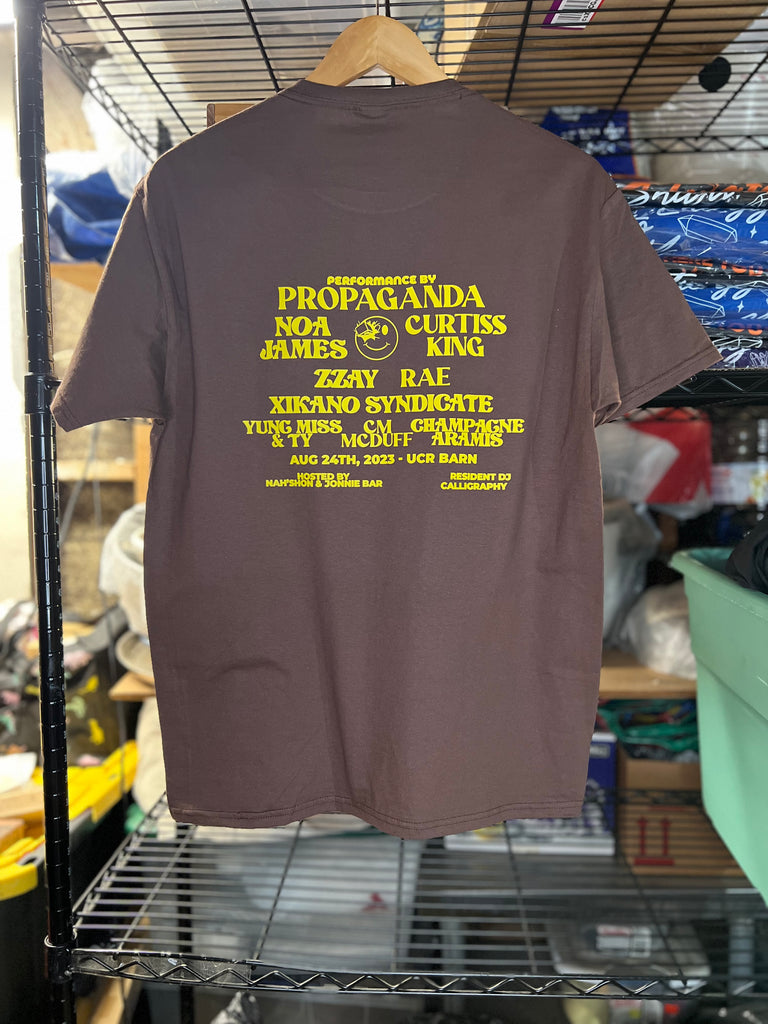 PERFORMANCE BY
PROPAGANDA
NOA JAMES
CURTISS KING
ZZAY RAE
XIKANO SYNDICATE
YUNG MISS & TY
CM MCDUFF
CHAMPAGNE ARAMIS
AUG 24TH, 2023 - UCR BARN
HOSTED BY
NAH'SHON & JONNIE BAR
RESIDENT DJ
CALLIGRAPHY